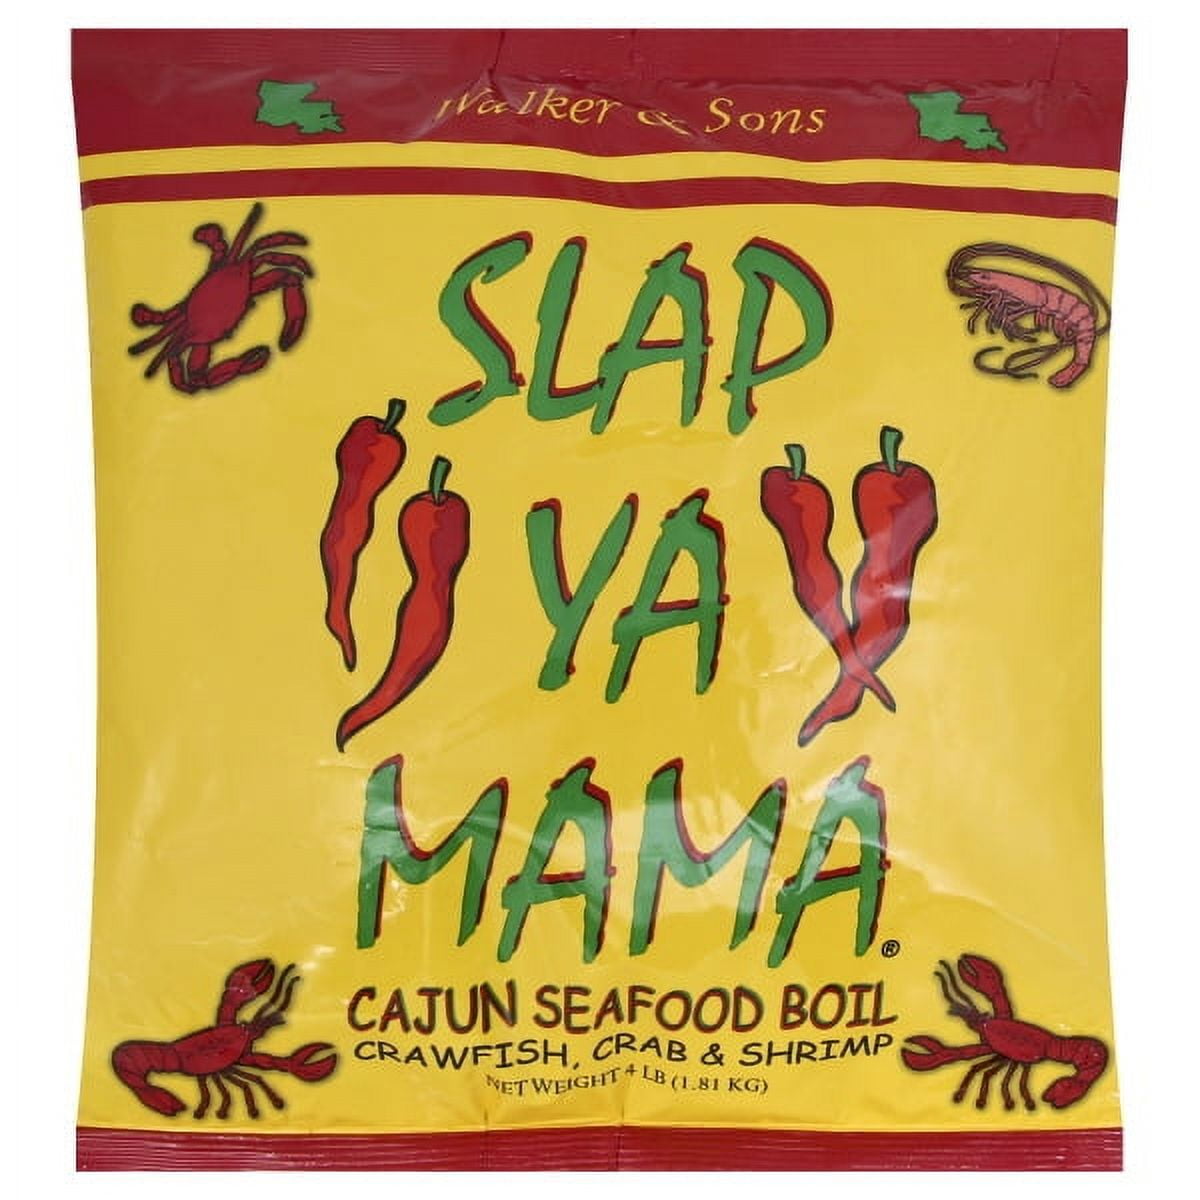 Walker & Sons
SLAP
YA
MAMA®
CAJUN SEAFOOD BOIL
CRAWFISH, CRAB & SHRIMP
NET WEIGHT 4 LB (1.81 KG)